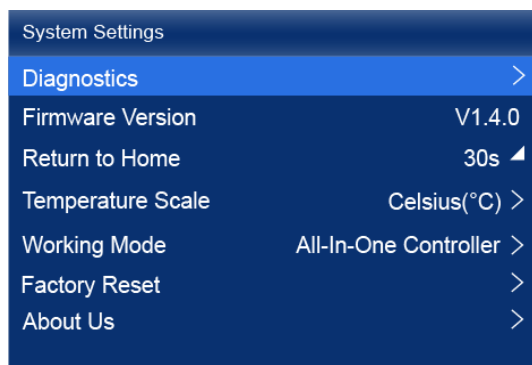 System Settings
Diagnostics >
Firmware Version V1.4.0
Return to Home 30s
Temperature Scale Celsius(°C) >
Working Mode All-In-One Controller >
Factory Reset >
About Us >